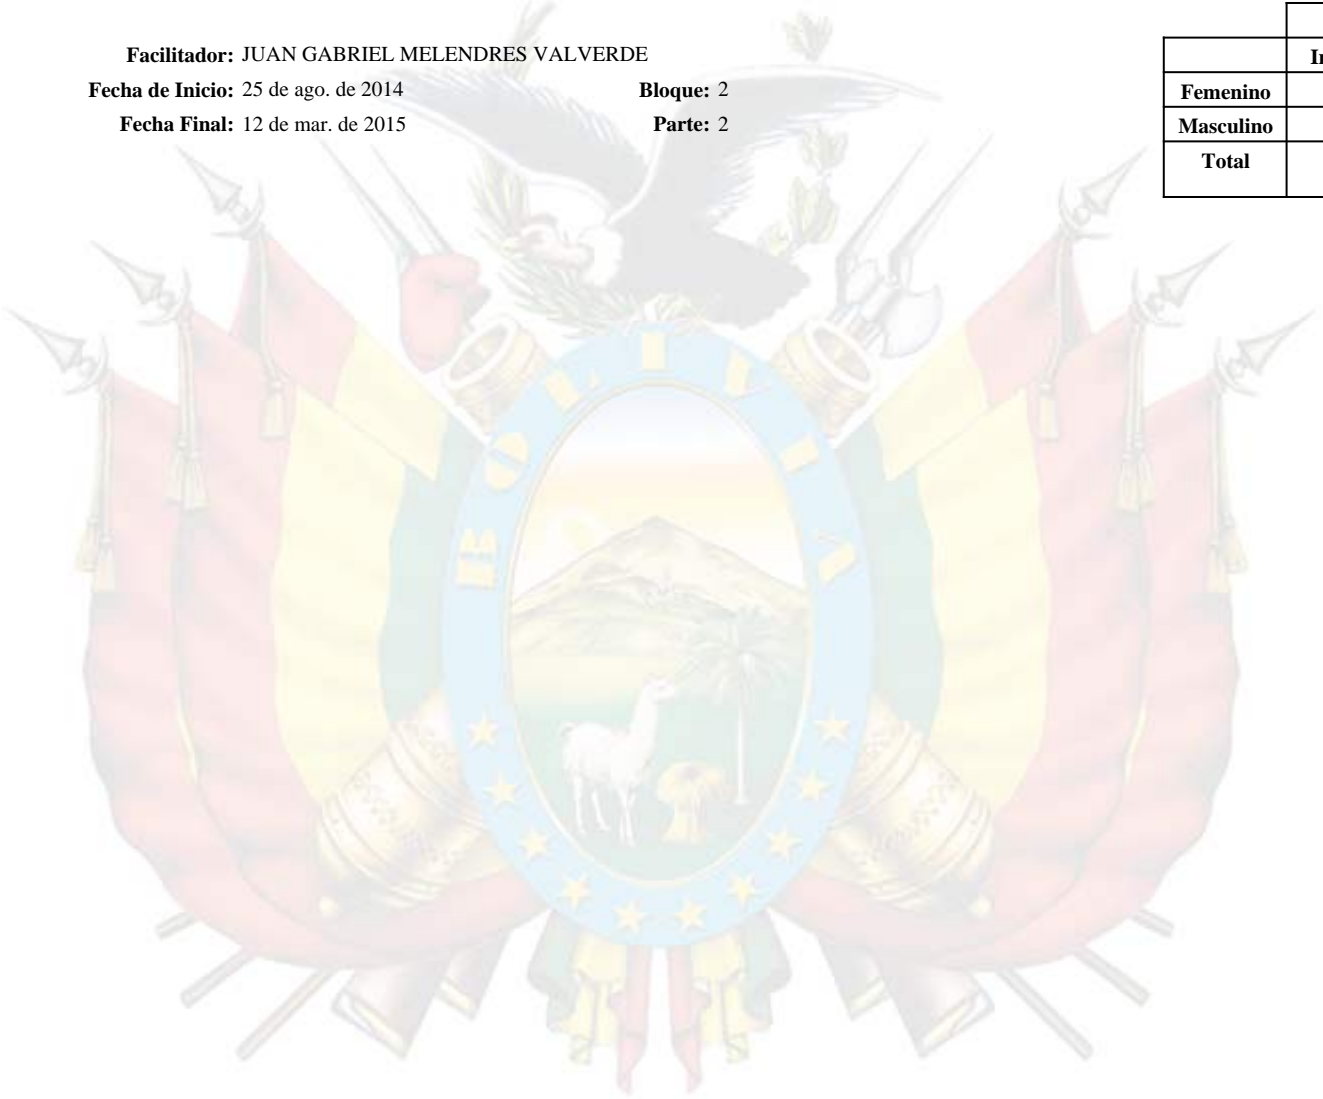 Facilitador: JUAN GABRIEL MELENDRES VALVERDE
Fecha de Inicio: 25 de ago. de 2014 Bloque: 2
Fecha Final: 12 de mar. de 2015 Parte: 2
Femenino
Masculino
Total
BOLIVIA